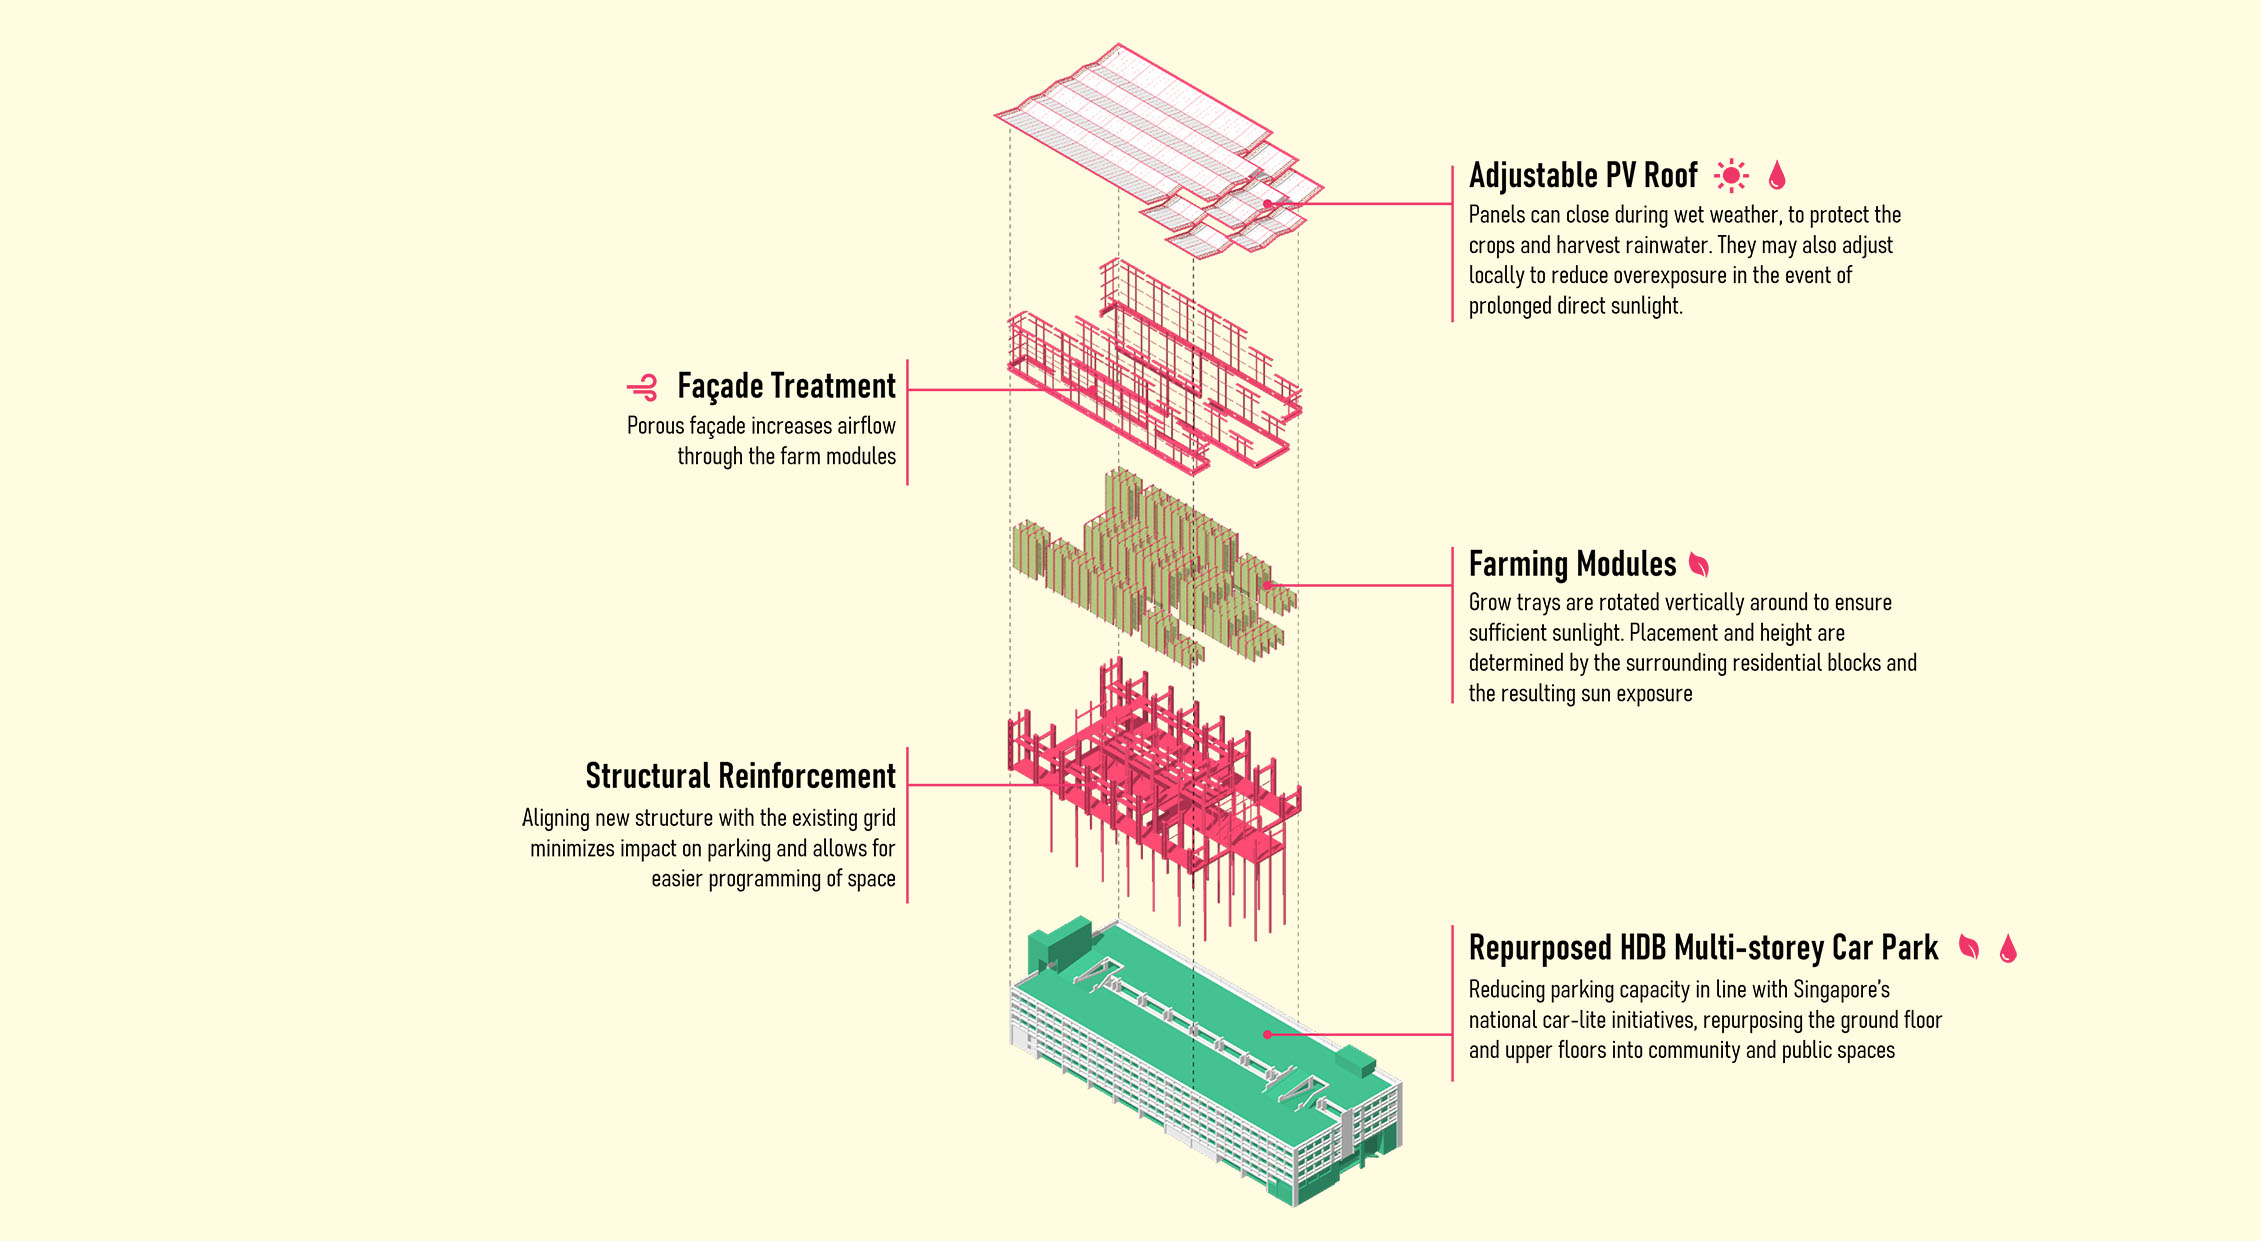 Adjustable PV Roof
Panels can close during wet weather, to protect the
crops and harvest rainwater. They may also adjust
locally to reduce overexposure in the event of
prolonged direct sunlight.
Façade Treatment
Porous façade increases airflow
through the farm modules
Farming Modules
Grow trays are rotated vertically around to ensure
sufficient sunlight. Placement and height are
determined by the surrounding residential blocks and
the resulting sun exposure
Structural Reinforcement
Aligning new structure with the existing grid
minimizes impact on parking and allows for
easier programming of space
Repurposed HDB Multi-storey Car Park
Reducing parking capacity in line with Singapore's
national car-lite initiatives, repurposing the ground floor
and upper floors into community and public spaces